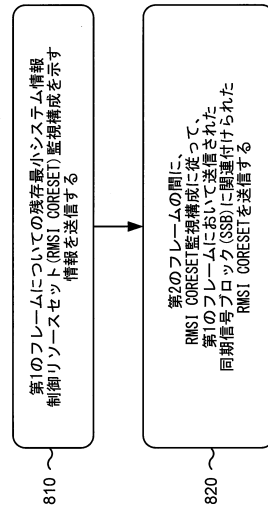 810
第1のフレームについての残存最小システム情報
制御リソースセット(RMSI CORESET)監視構成を示す
情報を送信する
820
第2のフレームの間に、
RMSI CORESET監視構成に従って、
第1のフレームにおいて送信された
同期信号ブロック(SSB)に関連付けられた
RMSI CORESETを送信する